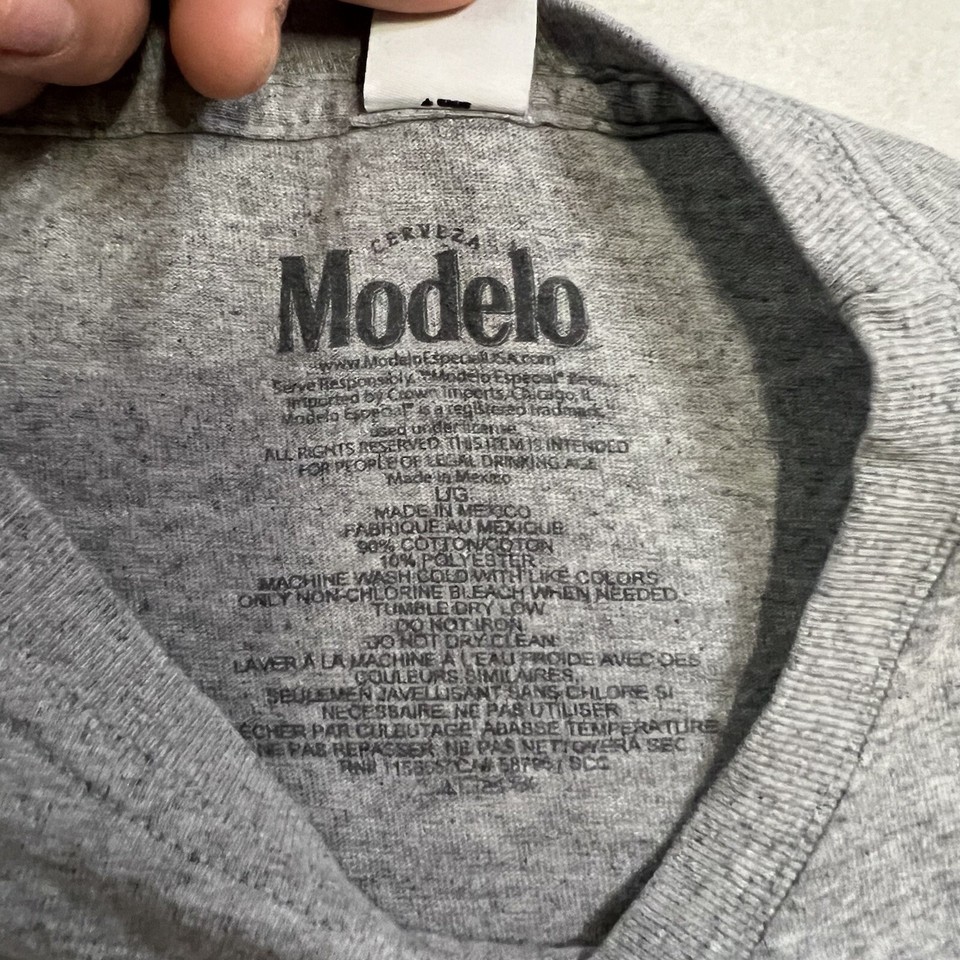 CERVEZA
Modelo
www.ModeloEspecialUSA.com
Serve Responsibly. "Modelo Especial" Beer.
Imported by Crown Imports, Chicago, IL
Modelo Especial" is a registered trademark,
used under license.
ALL RIGHTS RESERVED. THIS ITEM IS INTENDED
FOR PEOPLE OF LEGAL DRINKING AGE
Made in Mexico
L/G
MADE IN MEXICO
FABRIQUE AU MEXIQUE
90% COTTON/COTON
10% POLYESTER
MACHINE WASH COLD WITH LIKE COLORS
ONLY NON-CHLORINE BLEACH WHEN NEEDED.
TUMBLE DRY LOW
DO NOT IRON
DO NOT DRY CLEAN
LAVER À LA MACHINE À L'EAU FROIDE AVEC DES
COULEURS SIMILAIRES,
SEULEMEN JAVELLISANT SANS CHLORE SI
NECESSAIRE. NE PAS UTILISER
ÉCHER PAR CULBUTAGE ABASSE TEMPERATURE
NE PAS REPASSER NE PAS NETTOYER À SEC
RN#